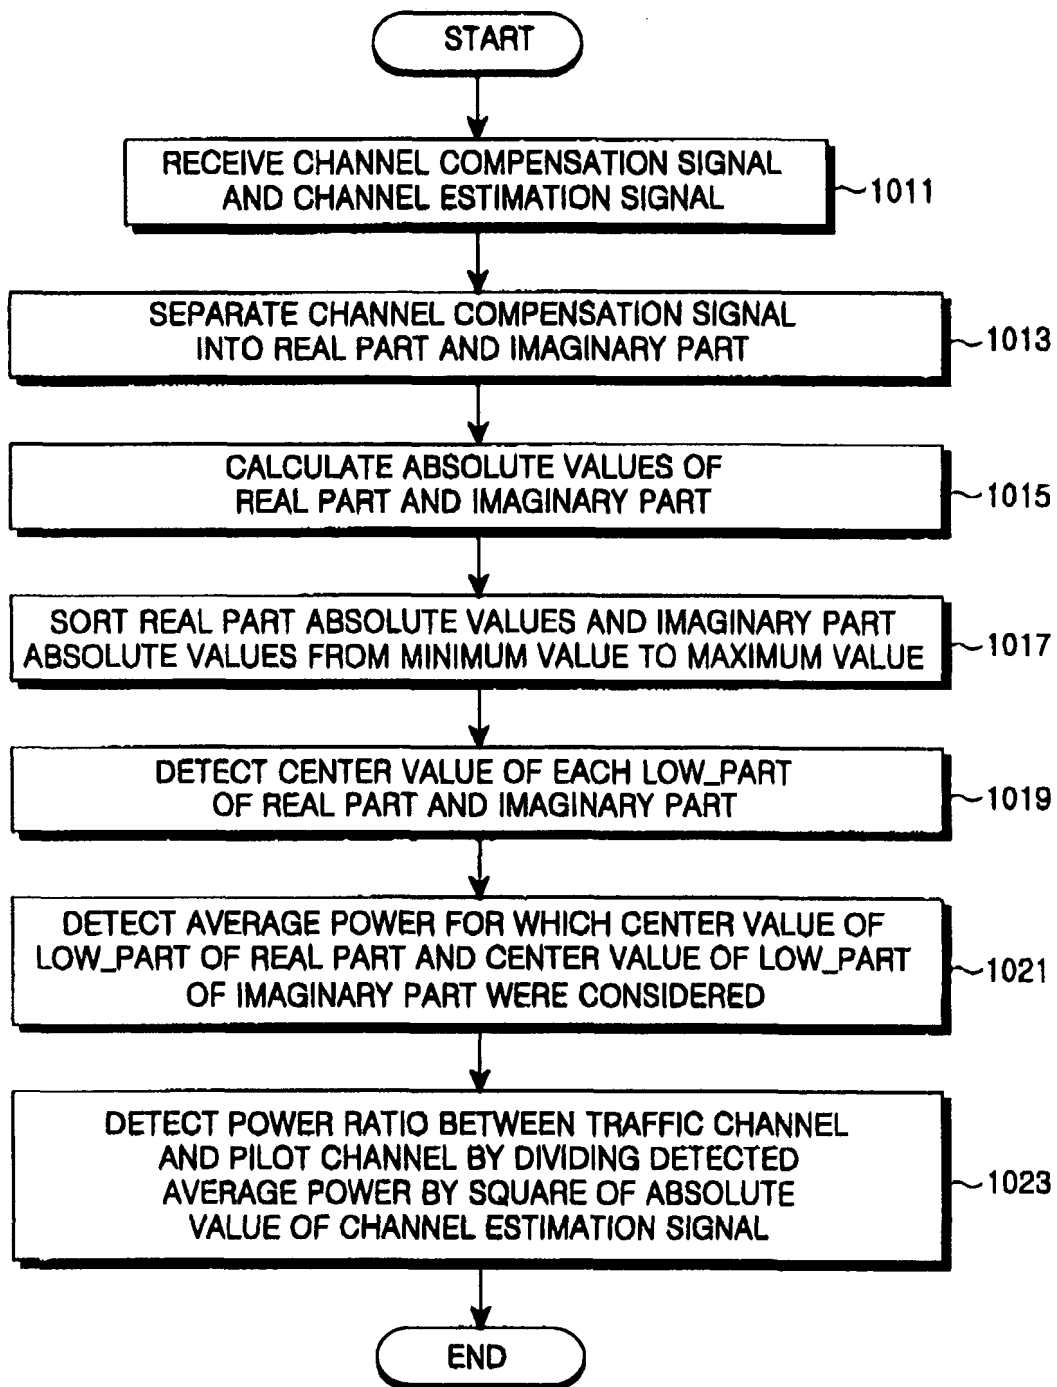 START
RECEIVE CHANNEL COMPENSATION SIGNAL
AND CHANNEL ESTIMATION SIGNAL
1011
SEPARATE CHANNEL COMPENSATION SIGNAL
INTO REAL PART AND IMAGINARY PART
1013
CALCULATE ABSOLUTE VALUES OF
REAL PART AND IMAGINARY PART
1015
SORT REAL PART ABSOLUTE VALUES AND IMAGINARY PART
ABSOLUTE VALUES FROM MINIMUM VALUE TO MAXIMUM VALUE
1017
DETECT CENTER VALUE OF EACH LOW_PART
OF REAL PART AND IMAGINARY PART
1019
DETECT AVERAGE POWER FOR WHICH CENTER VALUE OF
LOW_PART OF REAL PART AND CENTER VALUE OF LOW_PART
OF IMAGINARY PART WERE CONSIDERED
1021
DETECT POWER RATIO BETWEEN TRAFFIC CHANNEL
AND PILOT CHANNEL BY DIVIDING DETECTED
AVERAGE POWER BY SQUARE OF ABSOLUTE
VALUE OF CHANNEL ESTIMATION SIGNAL
1023
END